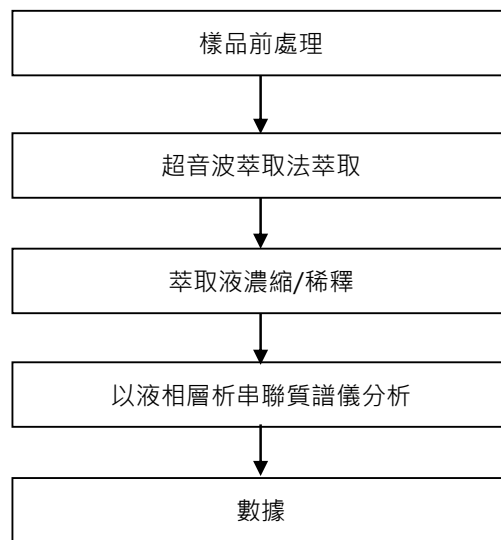 樣品前處理
超音波萃取法萃取
萃取液濃縮/稀釋
以液相層析串聯質譜儀分析
數據